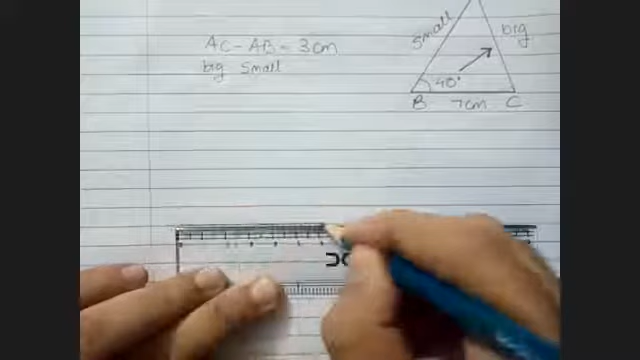 AC - AB = 3cm
big small
small
big
40°
B 7cm C